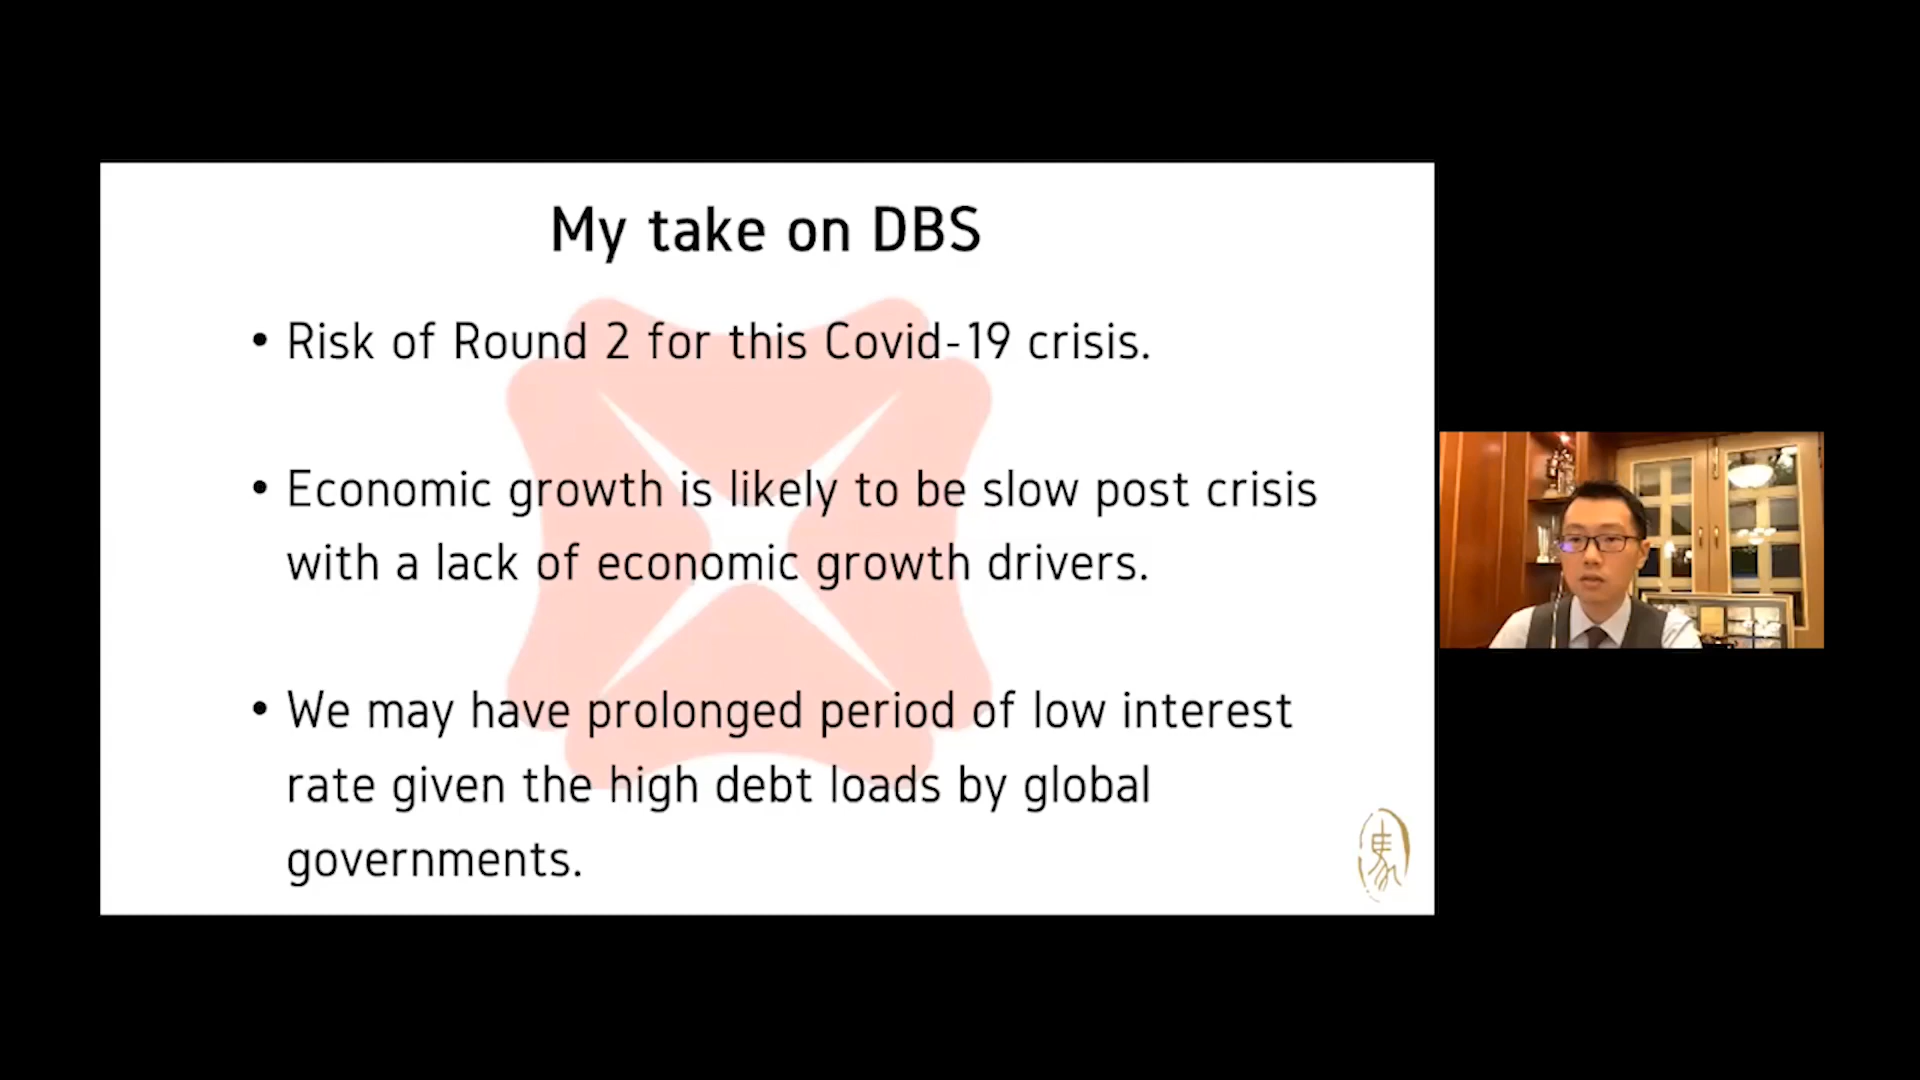 My take on DBS
• Risk of Round 2 for this Covid-19 crisis.
• Economic growth is likely to be slow post crisis
with a lack of economic growth drivers.
• We may have prolonged period of low interest
rate given the high debt loads by global
governments.